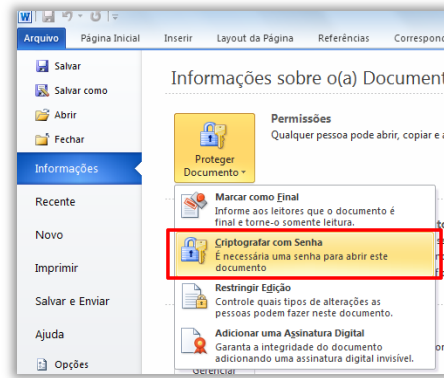 Arquivo Página Inicial Inserir Layout da Página Referências
Salvar
Salvar como
Abrir
Fechar
Informações
Recente
Novo
Imprimir
Salvar e Enviar
Ajuda
Opções
Informações sobre o(a)
Permissões
Qualquer pessoa pode abrir, copiar e
Proteger
Documento
Marcar como Final
Informe aos leitores que o documento é
final e torne-o somente leitura.
Criptografar com Senha
É necessária uma senha para abrir este
documento
Restringir Edição
Controle quais tipos de alterações as
pessoas podem fazer neste documento.
Adicionar uma Assinatura Digital
Garanta a integridade do documento
adicionando uma assinatura digital invisível.
Gerenciar